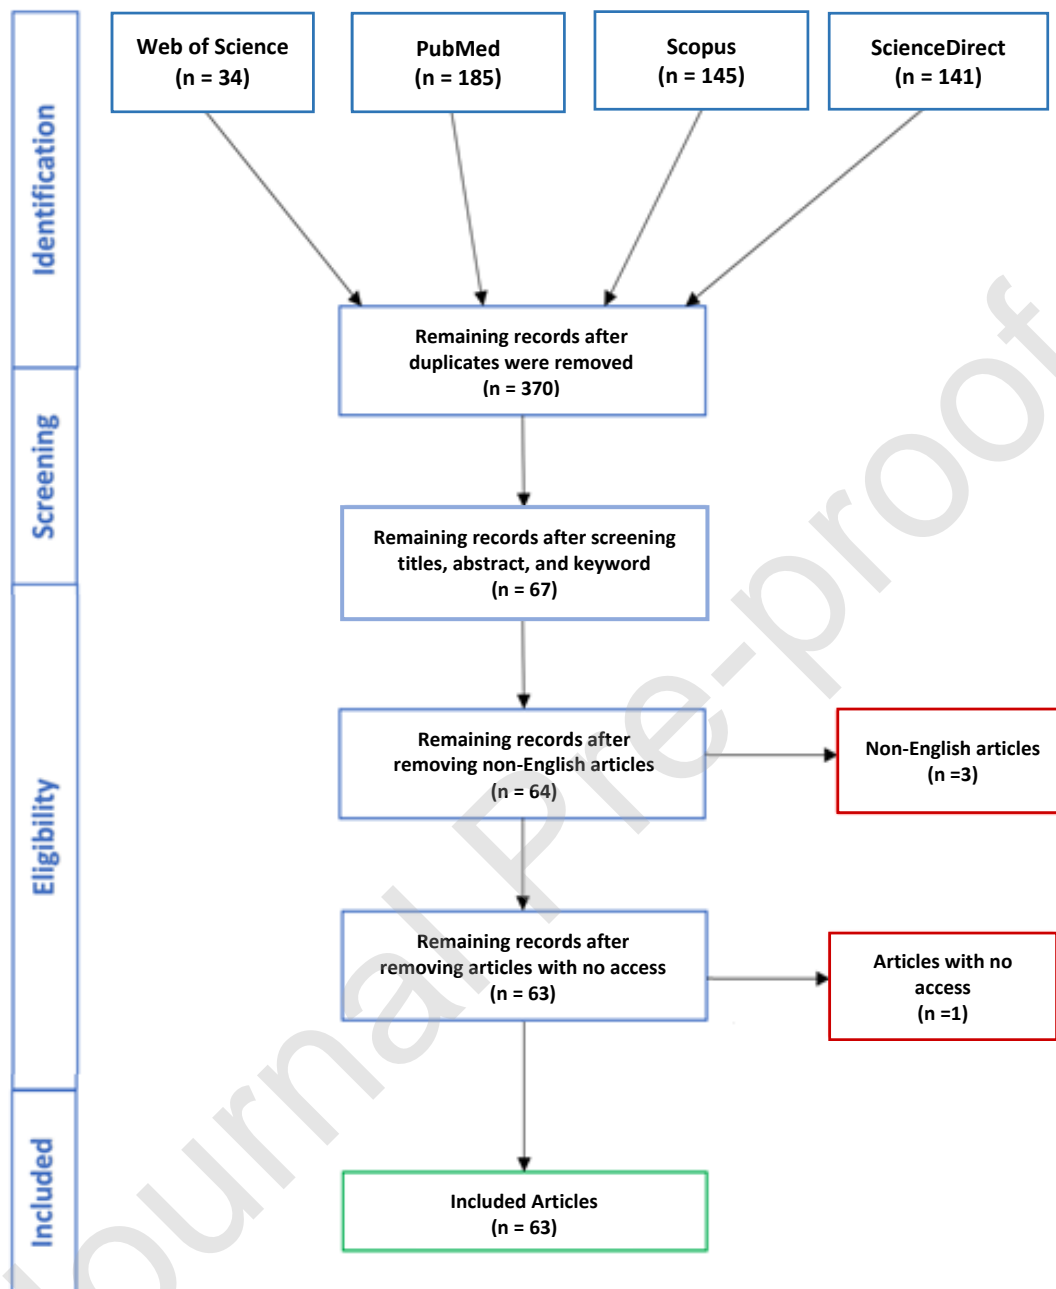 Web of Science
(n = 34)
PubMed
(n = 185)
Scopus
(n = 145)
ScienceDirect
(n = 141)
Identification
Remaining records after
duplicates were removed
(n = 370)
Screening
Remaining records after screening
titles, abstract, and keyword
(n = 67)
Eligibility
Remaining records after
removing non-English articles
(n = 64)
Non-English articles
(n =3)
Remaining records after
removing articles with no access
(n = 63)
Articles with no
access
(n =1)
Included
Included Articles
(n = 63)
Journal Pre-proof